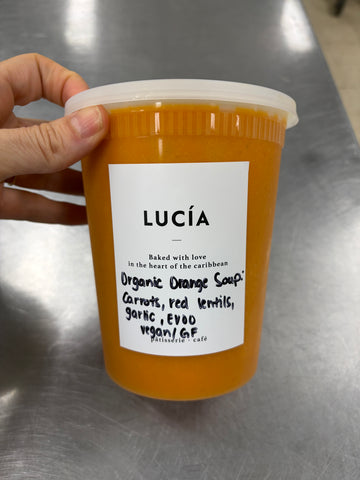 LUCÍA
—
Baked with love
in the heart of the caribbean
Organic Orange Soup:
Carrots, red lentils,
garlic, EVOO
vegan/GF
pâtisserie · café